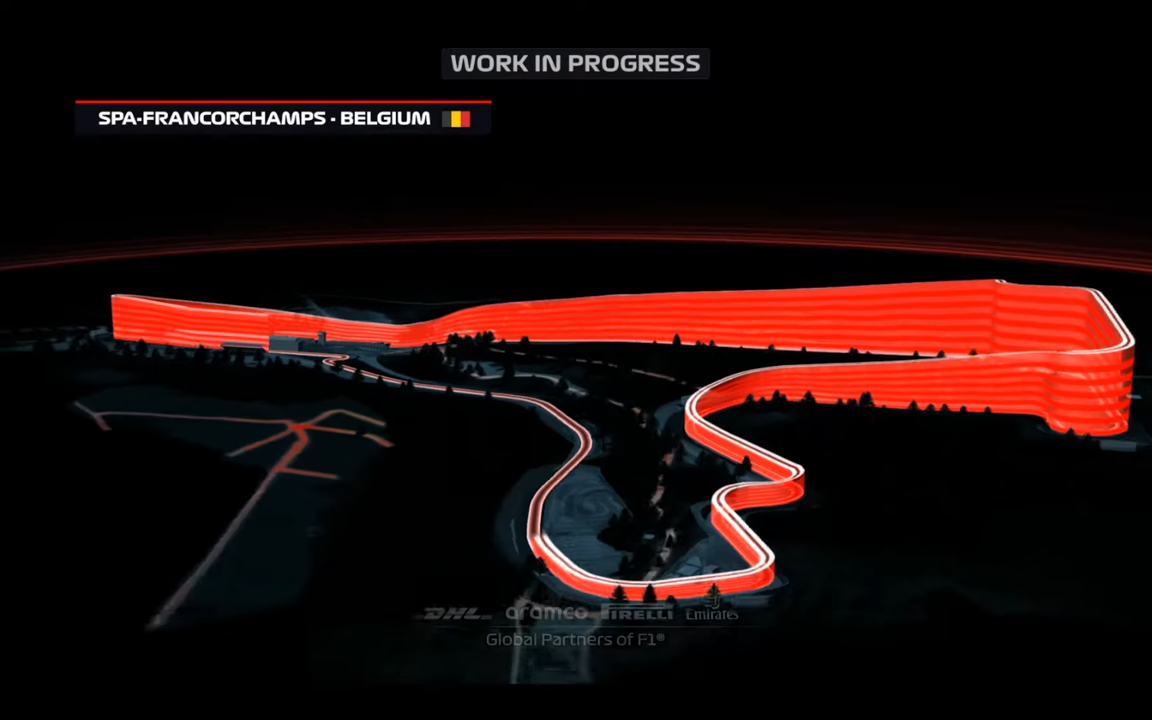 WORK IN PROGRESS
SPA-FRANCORCHAMPS - BELGIUM
DHL aramco PIRELLI Emirates
Global Partners of F1®